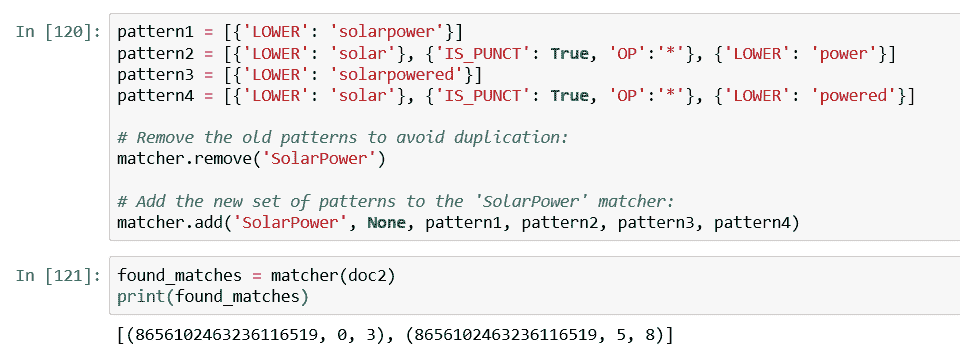 In [120]: pattern1 = [{'LOWER': 'solarpower'}]
pattern2 = [{'LOWER': 'solar'}, {'IS_PUNCT': True, 'OP':'*'}, {'LOWER': 'power'}]
pattern3 = [{'LOWER': 'solarpowered'}]
pattern4 = [{'LOWER': 'solar'}, {'IS_PUNCT': True, 'OP':'*'}, {'LOWER': 'powered'}]
# Remove the old patterns to avoid duplication:
matcher.remove('SolarPower')
# Add the new set of patterns to the 'SolarPower' matcher:
matcher.add('SolarPower', None, pattern1, pattern2, pattern3, pattern4)
In [121]: found_matches = matcher(doc2)
print(found_matches)
[(8656102463236116519, 0, 3), (8656102463236116519, 5, 8)]